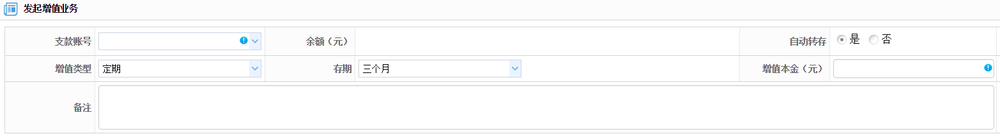 发起增值业务
支款账号 余额（元） 自动转存 是 否
增值类型 定期 存期 三个月 增值本金（元）
备注